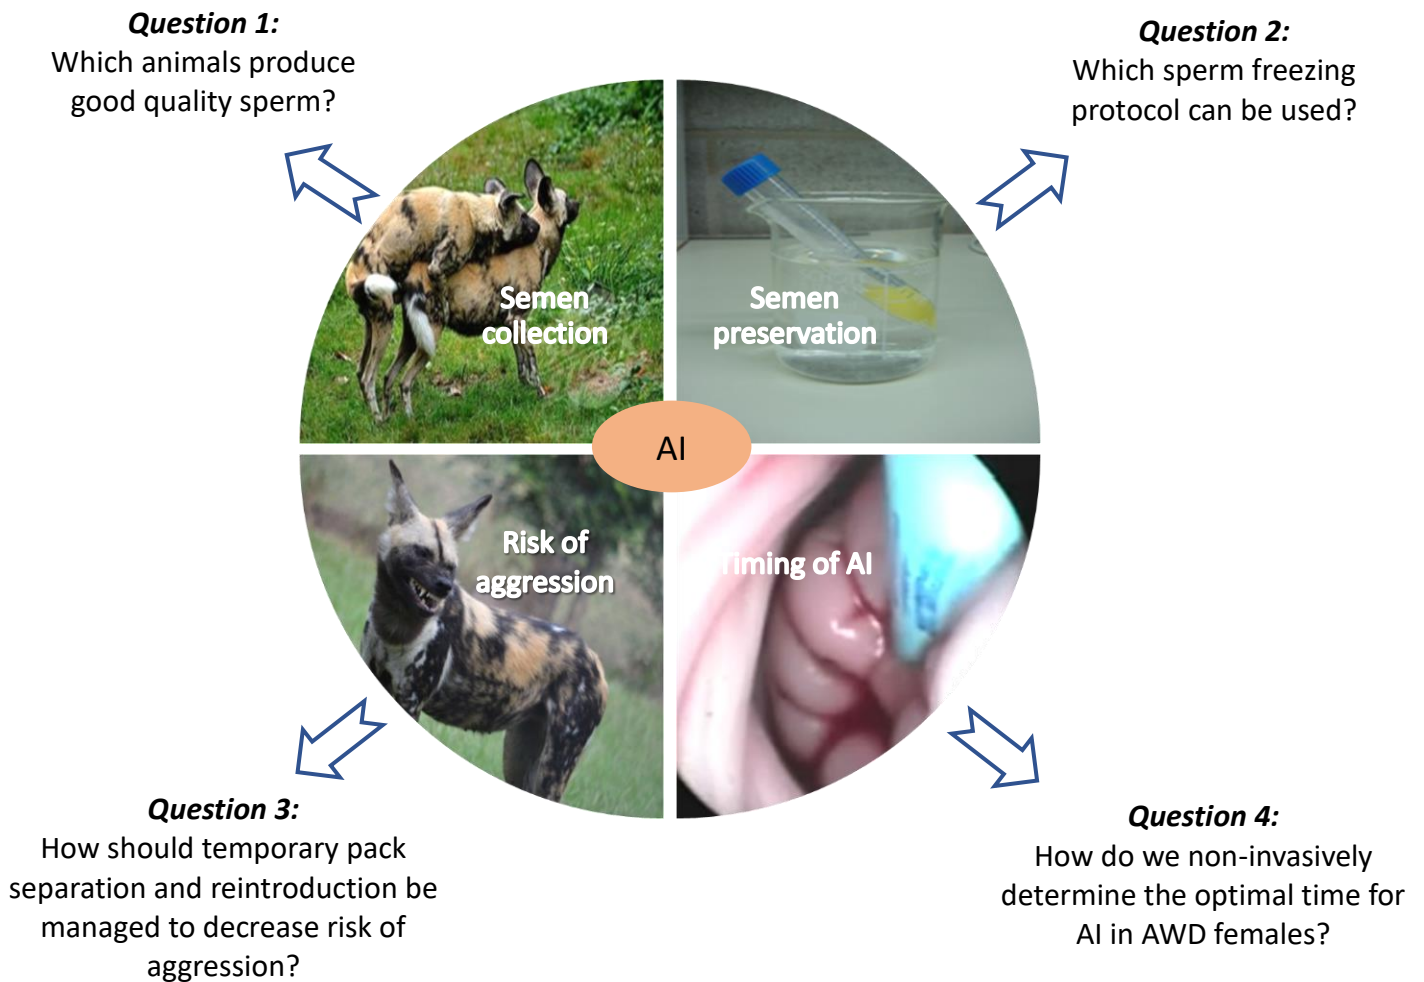 Question 1:
Which animals produce
good quality sperm?
Question 2:
Which sperm freezing
protocol can be used?
Semen
collection
Semen
preservation
AI
Risk of
aggression
Timing of AI
Question 3:
How should temporary pack
separation and reintroduction be
managed to decrease risk of
aggression?
Question 4:
How do we non-invasively
determine the optimal time for
AI in AWD females?